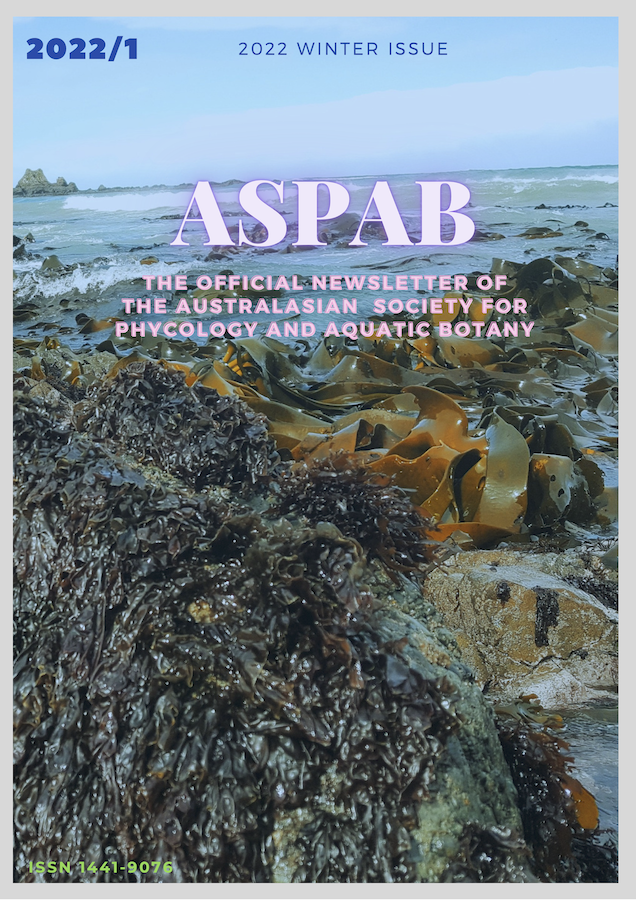 2022/1
2022 WINTER ISSUE
ASPAB
THE OFFICIAL NEWSLETTER OF
THE AUSTRALASIAN SOCIETY FOR
PHYCOLOGY AND AQUATIC BOTANY
ISSN 1441-9076